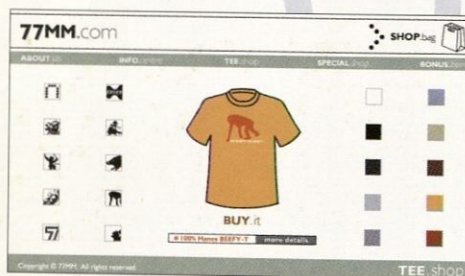 77MM.com
SHOP.bag
ABOUT.us INFO.centre TEE.shop SPECIAL.shop BONUS.item
BUY.it
# 100% Hanes BEEFY-T more details
Copyright © 77MM. All rights reserved
TEE.shop